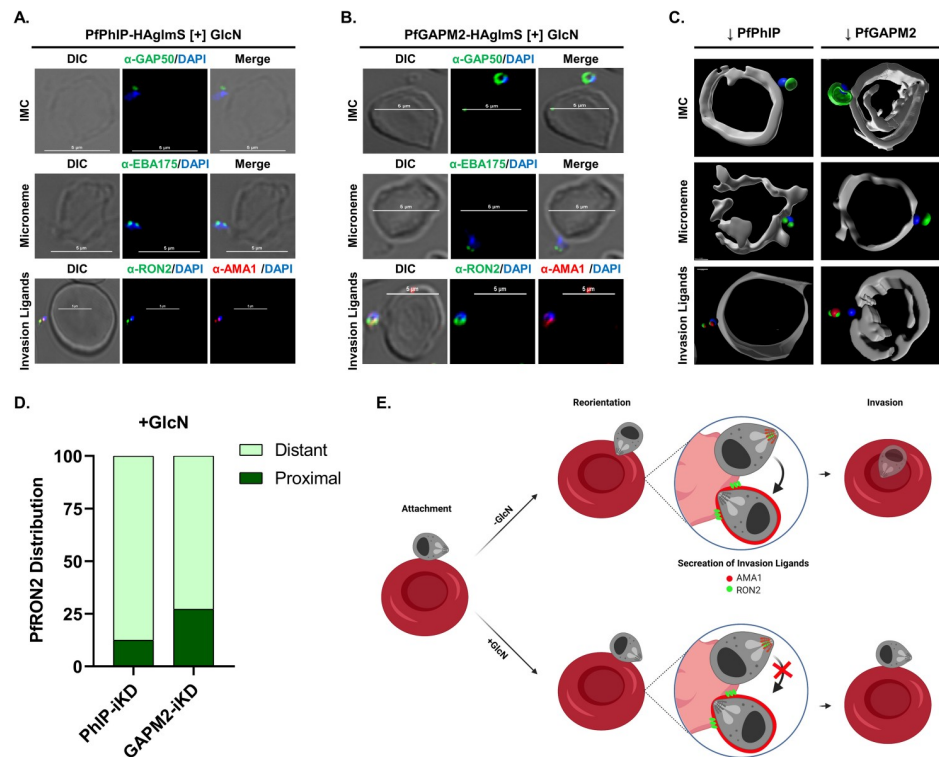 A.
PfPhIP-HAglmS [+] GlcN
DIC α-GAP50/DAPI Merge
IMC
5 µm 5 µm 5 µm
DIC α-EBA175/DAPI Merge
Microneme
5 µm 5 µm 5 µm
DIC α-RON2/DAPI α-AMA1 /DAPI
Invasion Ligands
B.
PfGAPM2-HAglmS [+] GlcN
DIC α-GAP50/DAPI Merge
IMC
6 µm 6 µm 6 µm
DIC α-EBA175/DAPI Merge
Microneme
6 µm 6 µm 6 µm
DIC α-RON2/DAPI α-AMA1 /DAPI
Invasion Ligands
5 µm 5 µm 5 µm
C.
↓ PfPhIP ↓ PfGAPM2
IMC
Microneme
Invasion Ligands
D.
+GlcN
Distant
Proximal
PfRON2 Distribution
100
75
50
25
0
PhIP-iKD
GAPM2-iKD
E.
Reorientation
Invasion
Attachment
-GlcN
+GlcN
Secreation of Invasion Ligands
AMA1
RON2